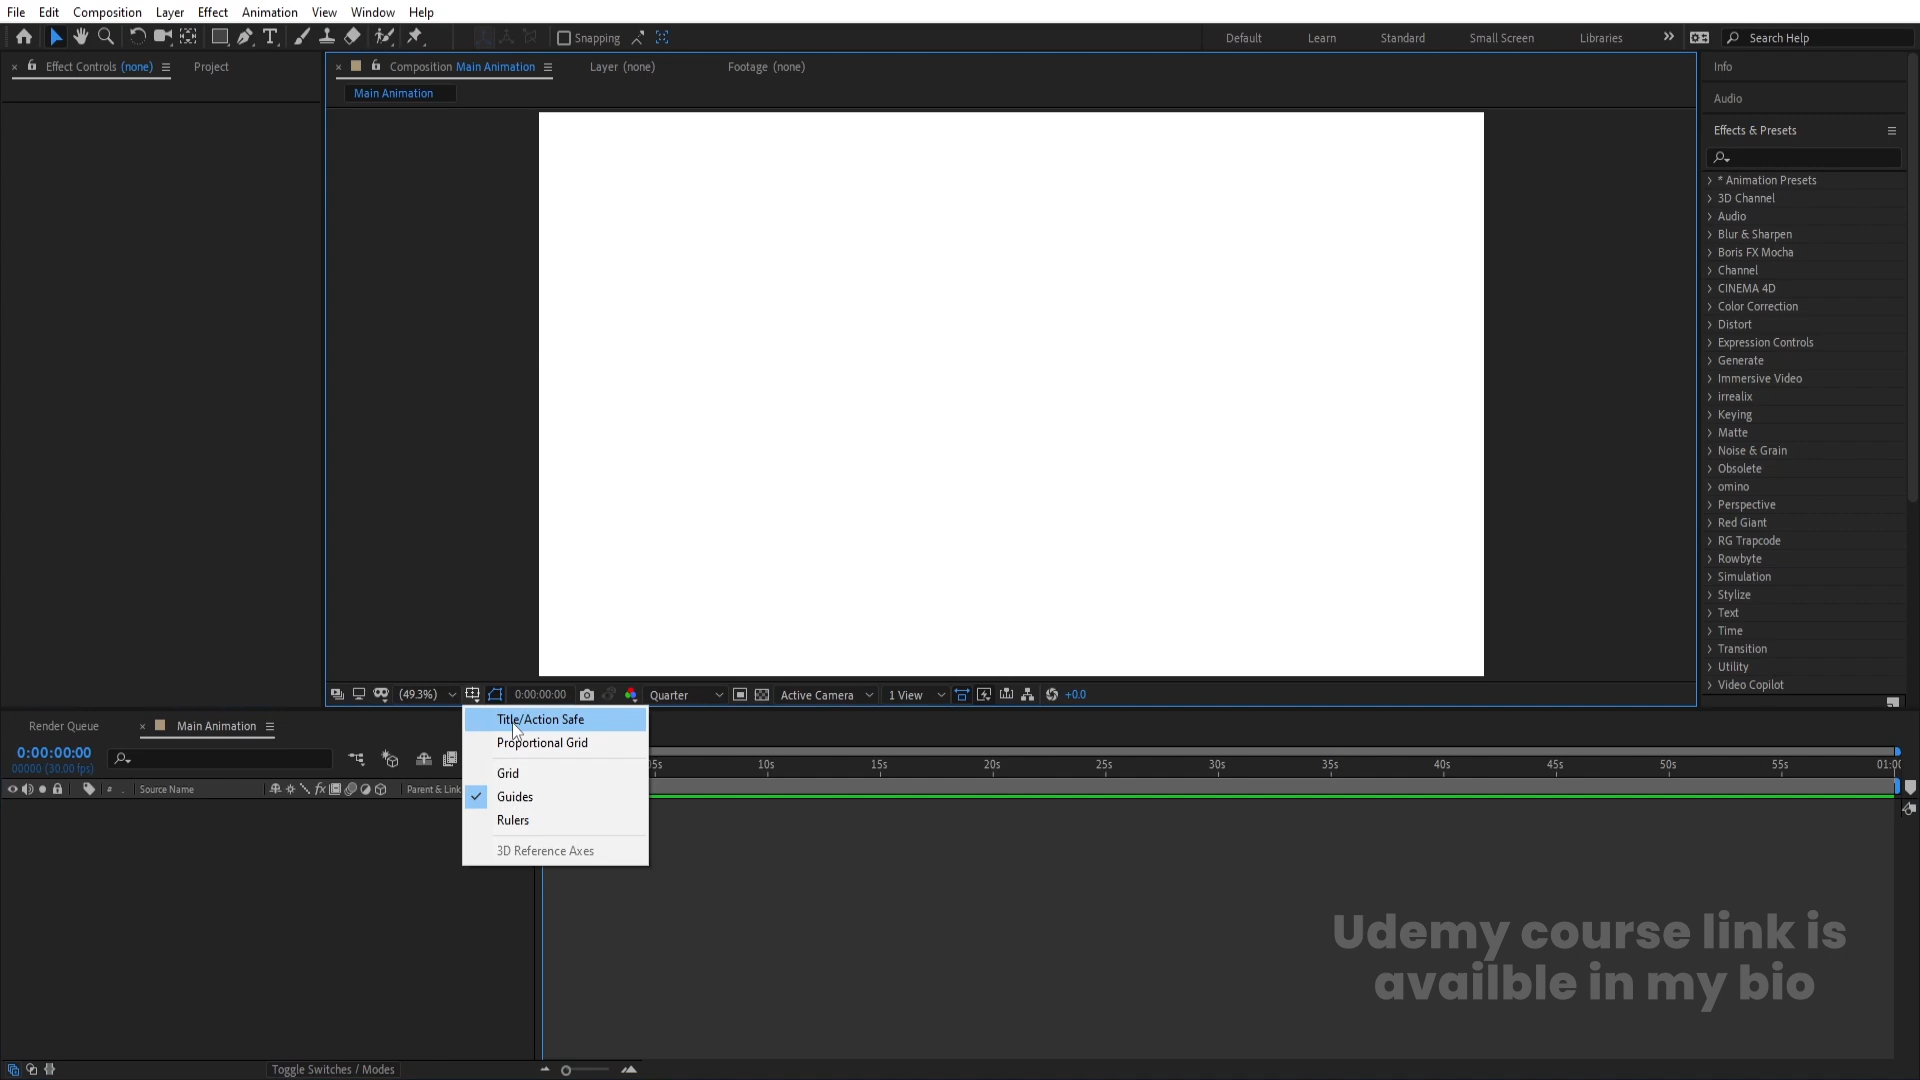 File Edit Composition Layer Effect Animation View Window Help
Snapping Default Learn Standard Small Screen Libraries Search Help
Effect Controls (none) Project Composition Main Animation Layer (none) Footage (none)
Main Animation
Info
Audio
Effects & Presets
* Animation Presets
3D Channel
Audio
Blur & Sharpen
Boris FX Mocha
Channel
CINEMA 4D
Color Correction
Distort
Expression Controls
Generate
Immersive Video
irrealix
Keying
Matte
Noise & Grain
Obsolete
omino
Perspective
Red Giant
RG Trapcode
Rowbyte
Simulation
Stylize
Text
Time
Transition
Utility
Video Copilot
(49.3%) 0:00:00:00 Quarter Active Camera 1 View +0.0
Title/Action Safe
Proportional Grid
Grid
Guides
Rulers
3D Reference Axes
Render Queue Main Animation
0:00:00:00
00000 (30.00 fps)
05s 10s 15s 20s 25s 30s 35s 40s 45s 50s 55s 01:00
# Source Name fx Parent & Link
Udemy course link is
availble in my bio
Toggle Switches / Modes